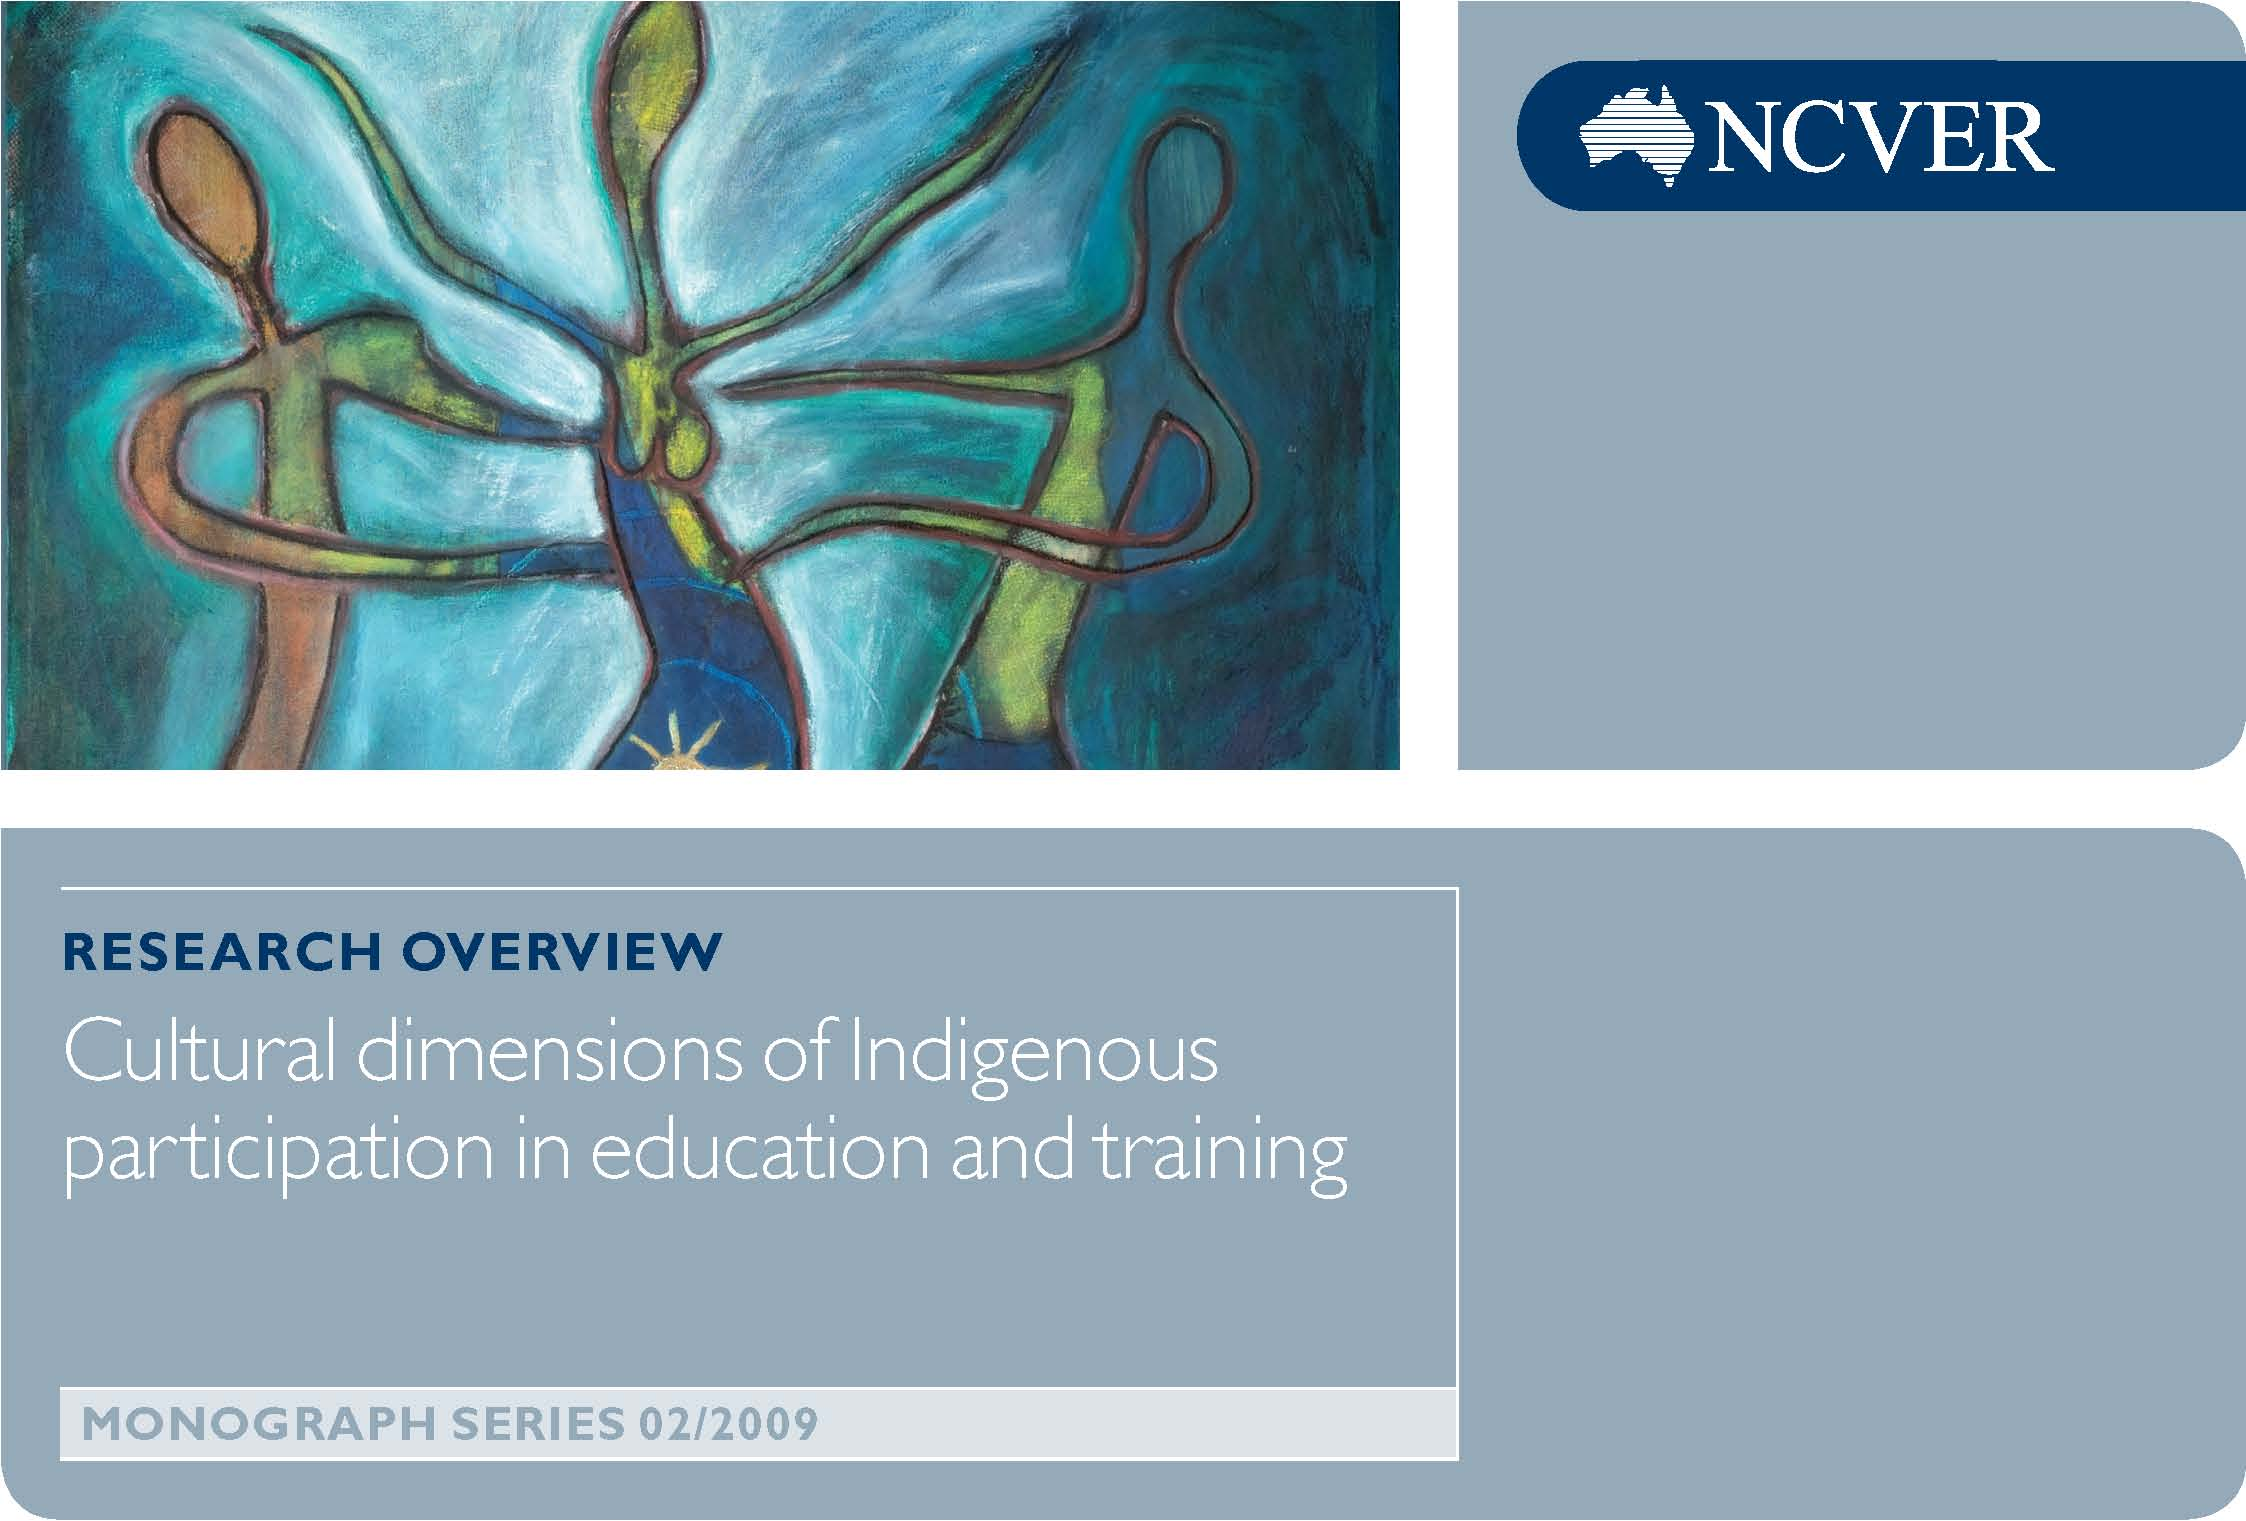 NCVER
RESEARCH OVERVIEW
Cultural dimensions of Indigenous
participation in education and training
MONOGRAPH SERIES 02/2009